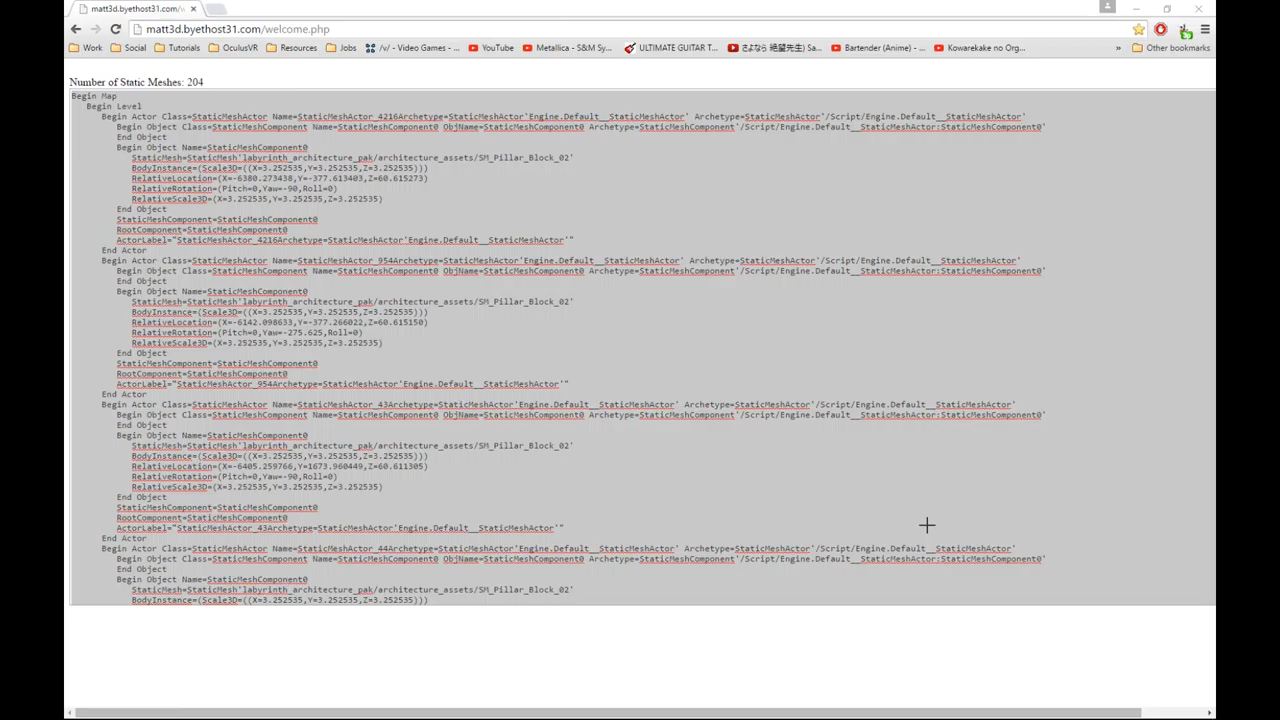 matt3d.byethost31.com/w
matt3d.byethost31.com/welcome.php
Work Social Tutorials OculusVR Resources Jobs /v/ - Video Games - ... YouTube Metallica - S&M Sy... ULTIMATE GUITAR T... さよなら 絶望先生) Sa... Bartender (Anime) - ... Kowarekake no Org... » Other bookmarks
Number of Static Meshes: 204
Begin Map
Begin Level
Begin Actor Class=StaticMeshActor Name=StaticMeshActor_4216Archetype=StaticMeshActor'Engine.Default__StaticMeshActor' Archetype=StaticMeshActor'/Script/Engine.Default__StaticMeshActor'
Begin Object Class=StaticMeshComponent Name=StaticMeshComponent0 ObjName=StaticMeshComponent0 Archetype=StaticMeshComponent'/Script/Engine.Default__StaticMeshActor:StaticMeshComponent0'
End Object
Begin Object Name=StaticMeshComponent0
StaticMesh=StaticMesh'labyrinth_architecture_pak/architecture_assets/SM_Pillar_Block_02'
BodyInstance=(Scale3D=((X=3.252535,Y=3.252535,Z=3.252535)))
RelativeLocation=(X=-6380.273438,Y=-377.613403,Z=60.615273)
RelativeRotation=(Pitch=0,Yaw=-90,Roll=0)
RelativeScale3D=(X=3.252535,Y=3.252535,Z=3.252535)
End Object
StaticMeshComponent=StaticMeshComponent0
RootComponent=StaticMeshComponent0
ActorLabel="StaticMeshActor_4216Archetype=StaticMeshActor'Engine.Default__StaticMeshActor'"
End Actor
Begin Actor Class=StaticMeshActor Name=StaticMeshActor_954Archetype=StaticMeshActor'Engine.Default__StaticMeshActor' Archetype=StaticMeshActor'/Script/Engine.Default__StaticMeshActor'
Begin Object Class=StaticMeshComponent Name=StaticMeshComponent0 ObjName=StaticMeshComponent0 Archetype=StaticMeshComponent'/Script/Engine.Default__StaticMeshActor:StaticMeshComponent0'
End Object
Begin Object Name=StaticMeshComponent0
StaticMesh=StaticMesh'labyrinth_architecture_pak/architecture_assets/SM_Pillar_Block_02'
BodyInstance=(Scale3D=((X=3.252535,Y=3.252535,Z=3.252535)))
RelativeLocation=(X=-6142.098633,Y=-377.266022,Z=60.615150)
RelativeRotation=(Pitch=0,Yaw=-275.625,Roll=0)
RelativeScale3D=(X=3.252535,Y=3.252535,Z=3.252535)
End Object
StaticMeshComponent=StaticMeshComponent0
RootComponent=StaticMeshComponent0
ActorLabel="StaticMeshActor_954Archetype=StaticMeshActor'Engine.Default__StaticMeshActor'"
End Actor
Begin Actor Class=StaticMeshActor Name=StaticMeshActor_43Archetype=StaticMeshActor'Engine.Default__StaticMeshActor' Archetype=StaticMeshActor'/Script/Engine.Default__StaticMeshActor'
Begin Object Class=StaticMeshComponent Name=StaticMeshComponent0 ObjName=StaticMeshComponent0 Archetype=StaticMeshComponent'/Script/Engine.Default__StaticMeshActor:StaticMeshComponent0'
End Object
Begin Object Name=StaticMeshComponent0
StaticMesh=StaticMesh'labyrinth_architecture_pak/architecture_assets/SM_Pillar_Block_02'
BodyInstance=(Scale3D=((X=3.252535,Y=3.252535,Z=3.252535)))
RelativeLocation=(X=-6405.259766,Y=1673.960449,Z=60.611305)
RelativeRotation=(Pitch=0,Yaw=-90,Roll=0)
RelativeScale3D=(X=3.252535,Y=3.252535,Z=3.252535)
End Object
StaticMeshComponent=StaticMeshComponent0
RootComponent=StaticMeshComponent0
ActorLabel="StaticMeshActor_43Archetype=StaticMeshActor'Engine.Default__StaticMeshActor'"
End Actor
Begin Actor Class=StaticMeshActor Name=StaticMeshActor_44Archetype=StaticMeshActor'Engine.Default__StaticMeshActor' Archetype=StaticMeshActor'/Script/Engine.Default__StaticMeshActor'
Begin Object Class=StaticMeshComponent Name=StaticMeshComponent0 ObjName=StaticMeshComponent0 Archetype=StaticMeshComponent'/Script/Engine.Default__StaticMeshActor:StaticMeshComponent0'
End Object
Begin Object Name=StaticMeshComponent0
StaticMesh=StaticMesh'labyrinth_architecture_pak/architecture_assets/SM_Pillar_Block_02'
BodyInstance=(Scale3D=((X=3.252535,Y=3.252535,Z=3.252535)))